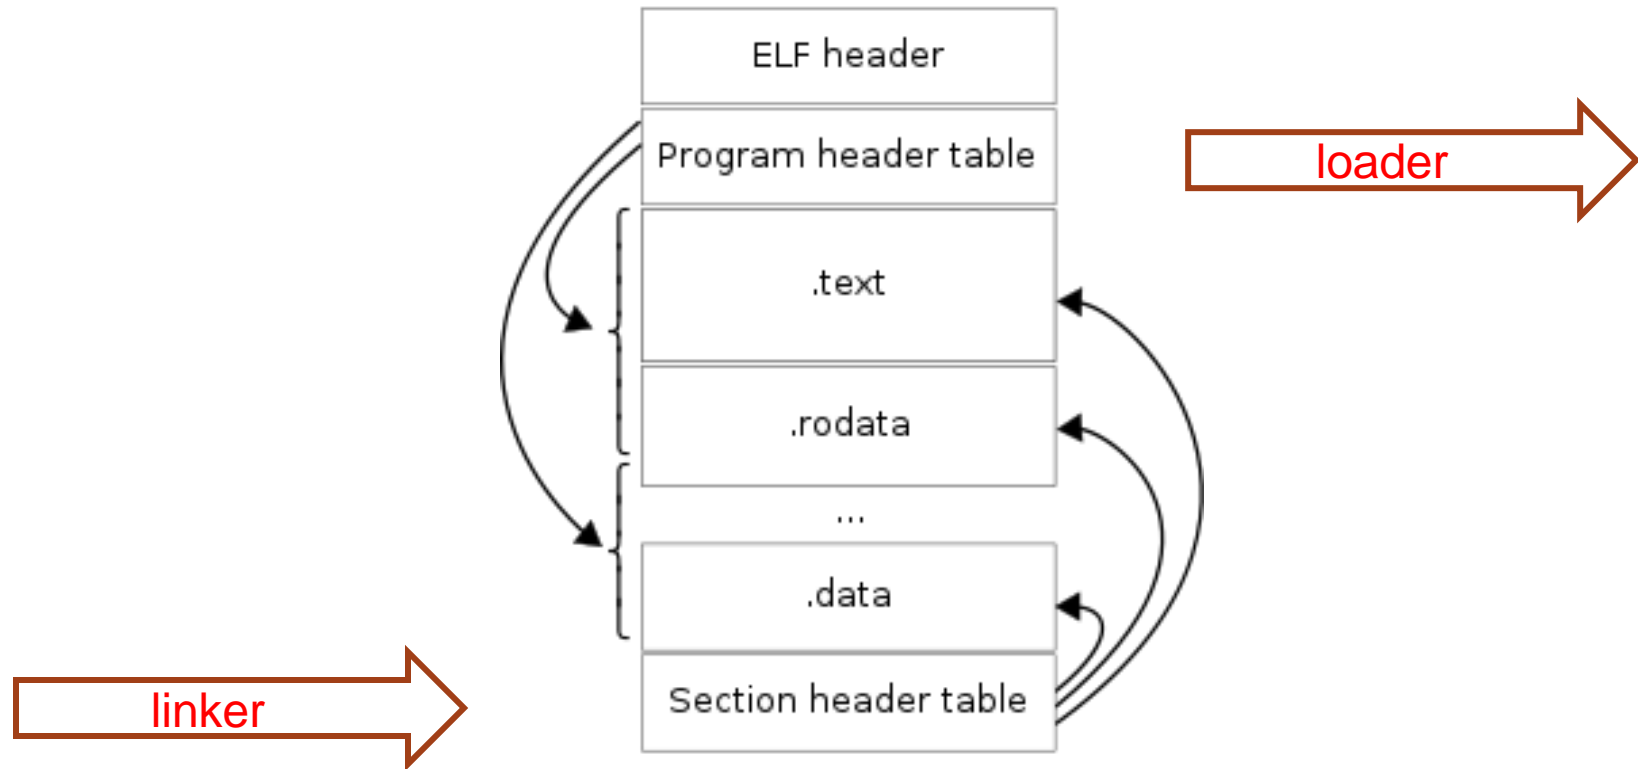 ELF header
Program header table
loader
.text
.rodata
...
.data
linker
Section header table